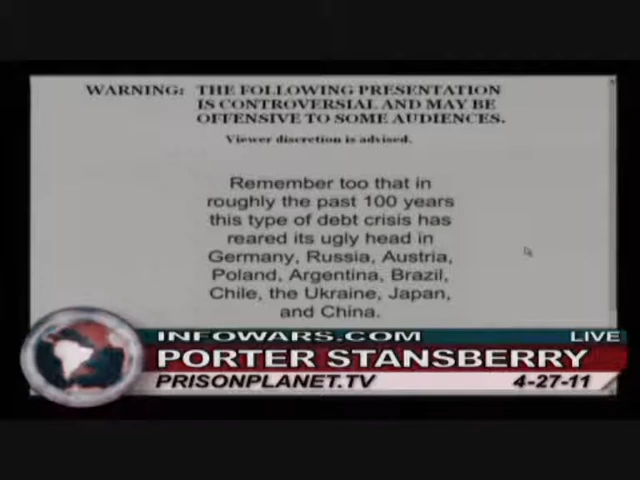 WARNING: THE FOLLOWING PRESENTATION
IS CONTROVERSIAL AND MAY BE
OFFENSIVE TO SOME AUDIENCES.
Viewer discretion is advised.
Remember too that in
roughly the past 100 years
this type of debt crisis has
reared its ugly head in
Germany, Russia, Austria,
Poland, Argentina, Brazil,
Chile, the Ukraine, Japan,
and China.
INFOWARS.COM LIVE
PORTER STANSBERRY
PRISONPLANET.TV 4-27-11